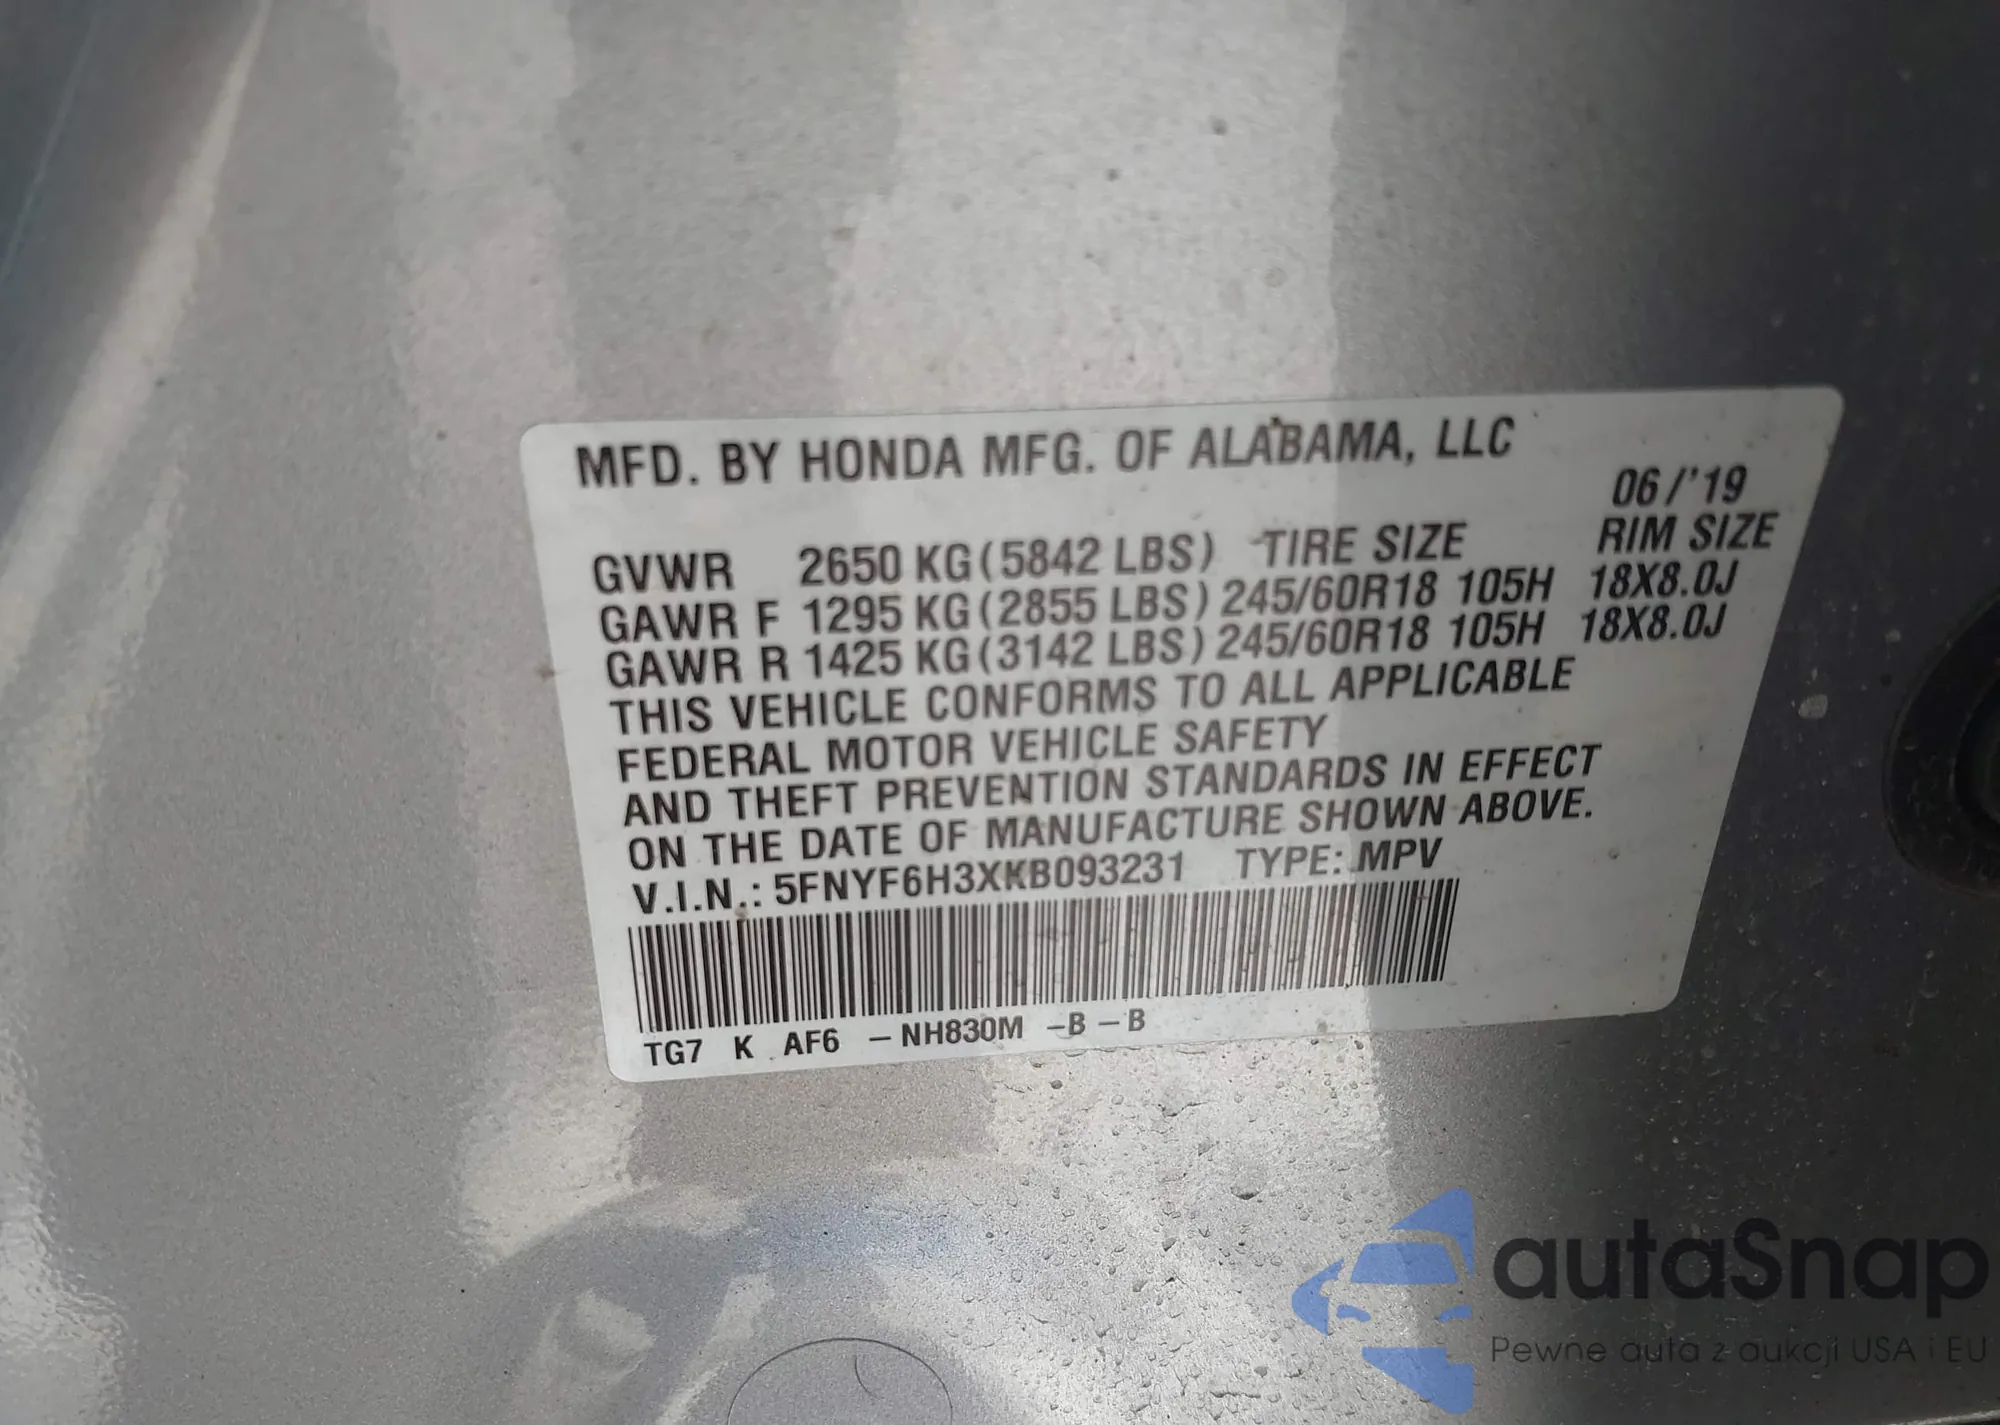 MFD. BY HONDA MFG. OF ALABAMA, LLC
06/'19
GVWR 2650 KG (5842 LBS) TIRE SIZE RIM SIZE
GAWR F 1295 KG (2855 LBS) 245/60R18 105H 18X8.0J
GAWR R 1425 KG (3142 LBS) 245/60R18 105H 18X8.0J
THIS VEHICLE CONFORMS TO ALL APPLICABLE
FEDERAL MOTOR VEHICLE SAFETY
AND THEFT PREVENTION STANDARDS IN EFFECT
ON THE DATE OF MANUFACTURE SHOWN ABOVE.
V.I.N.: 5FNYF6H3XKB093231 TYPE: MPV
TG7 K AF6 -NH830M -B-B
autaSnap
Pewne auta z aukcji USA i EU